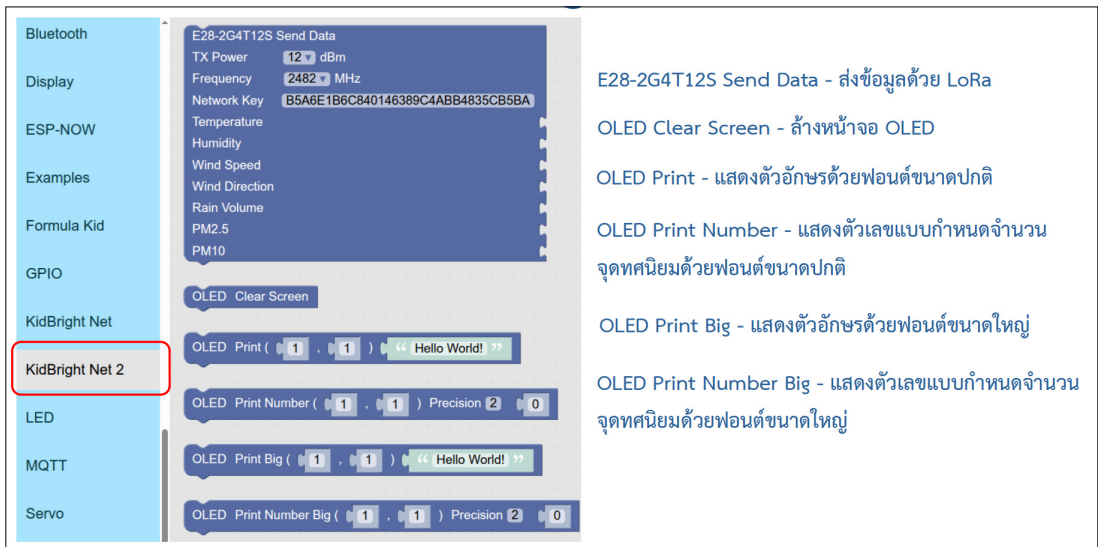 Bluetooth
Display
ESP-NOW
Examples
Formula Kid
GPIO
KidBright Net
KidBright Net 2
LED
MQTT
Servo
E28-2G4T12S Send Data
TX Power 12 dBm
Frequency 2482 MHz
Network Key B5A6E1B6C840146389C4ABB4835CB5BA
Temperature
Humidity
Wind Speed
Wind Direction
Rain Volume
PM2.5
PM10
OLED Clear Screen
OLED Print ( 1 , 1 ) “ Hello World! ”
OLED Print Number ( 1 , 1 ) Precision 2 0
OLED Print Big ( 1 , 1 ) “ Hello World! ”
OLED Print Number Big ( 1 , 1 ) Precision 2 0
E28-2G4T12S Send Data - ส่งข้อมูลด้วย LoRa
OLED Clear Screen - ล้างหน้าจอ OLED
OLED Print - แสดงตัวอักษรด้วยฟอนต์ขนาดปกติ
OLED Print Number - แสดงตัวเลขแบบกำหนดจำนวน
จุดทศนิยมด้วยฟอนต์ขนาดปกติ
OLED Print Big - แสดงตัวอักษรด้วยฟอนต์ขนาดใหญ่
OLED Print Number Big - แสดงตัวเลขแบบกำหนดจำนวน
จุดทศนิยมด้วยฟอนต์ขนาดใหญ่